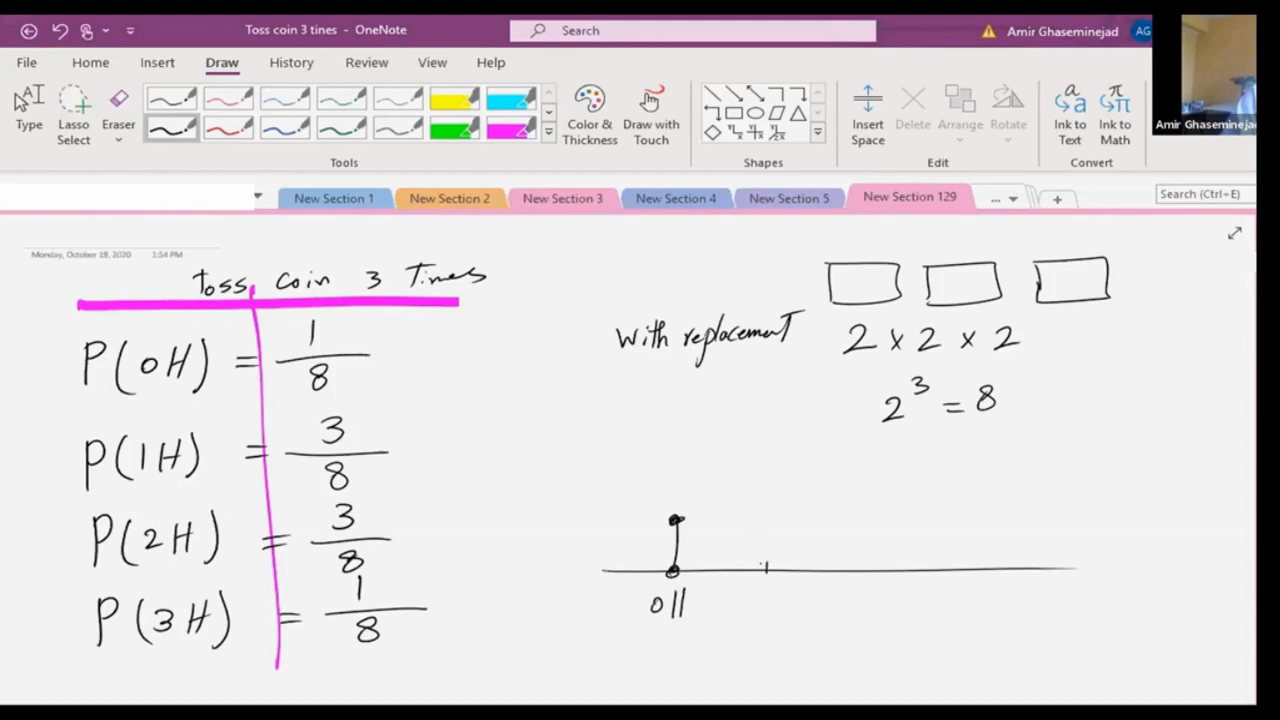 Toss coin 3 tines - OneNote
Search
Amir Ghaseminejad
AG
File Home Insert Draw History Review View Help
Type
Lasso Select
Eraser
Color & Thickness
Draw with Touch
Insert Space
Delete
Arrange
Rotate
Ink to Text
Ink to Math
Amir Ghaseminejad
Tools
Shapes
Edit
Convert
New Section 1
New Section 2
New Section 3
New Section 4
New Section 5
New Section 129
...
Search (Ctrl+E)
Monday, October 19, 2020 1:54 PM
Toss coin 3 Times
P(0H) = 1/8
P(1H) = 3/8
P(2H) = 3/8
P(3H) = 1/8
With replacement 2 x 2 x 2
2^3 = 8